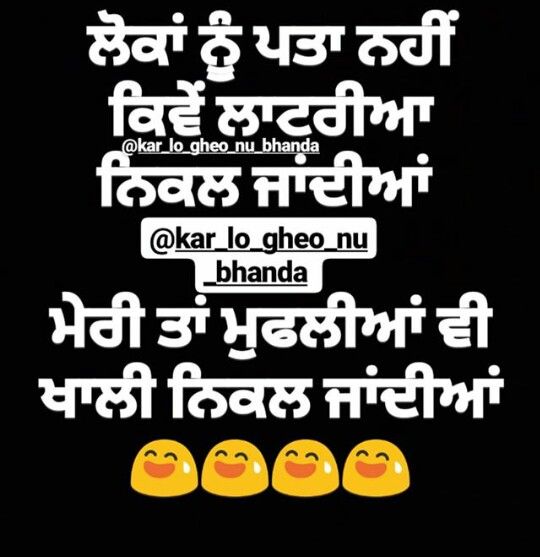 ਲੋਕਾਂ ਨੂੰ ਪਤਾ ਨਹੀਂ
ਕਿਵੇਂ ਲਾਟਰੀਆ
@kar_lo_gheo_nu_bhanda
ਨਿਕਲ ਜਾਂਦੀਆਂ
@kar_lo_gheo_nu
_bhanda
ਮੇਰੀ ਤਾਂ ਮੁਫਲੀਆਂ ਵੀ
ਖਾਲੀ ਨਿਕਲ ਜਾਂਦੀਆਂ
😅😅😅😅